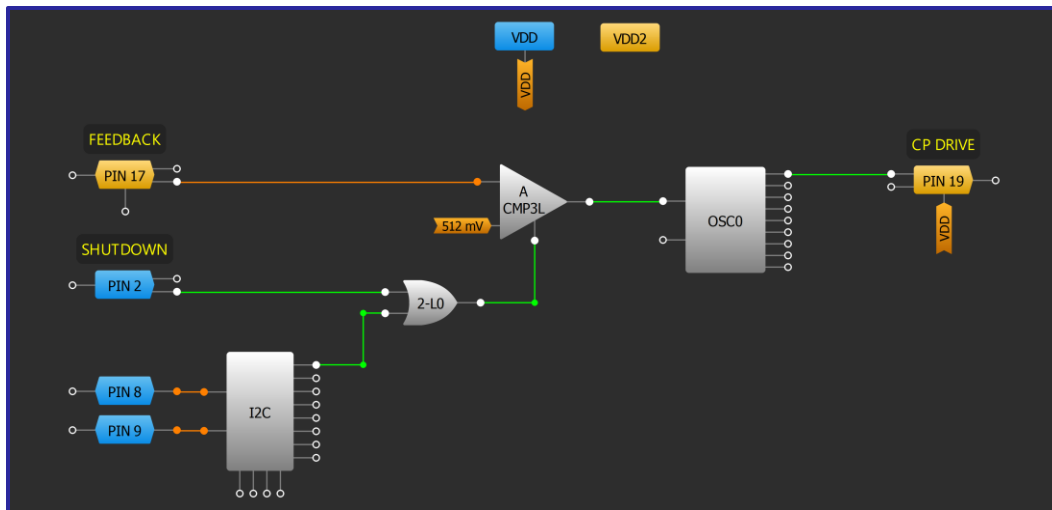 VDD
VDD2
VDD
FEEDBACK
PIN 17
A
CMP3L
512 mV
OSC0
CP DRIVE
PIN 19
VDD
SHUTDOWN
PIN 2
2-L0
PIN 8
PIN 9
I2C